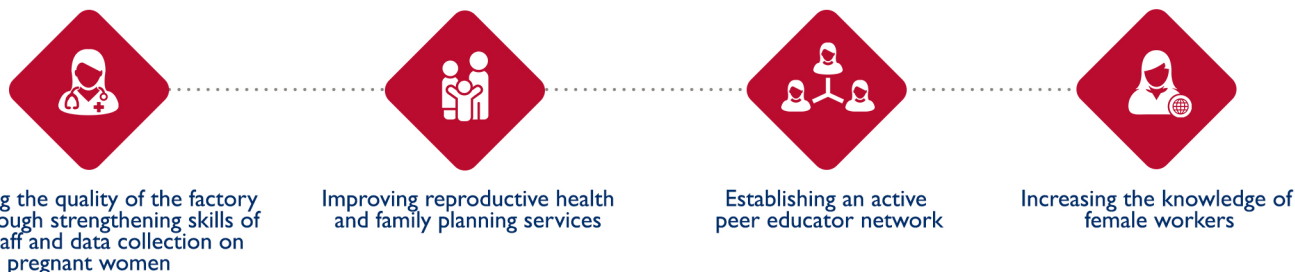 g the quality of the factory
ough strengthening skills of
aff and data collection on
pregnant women
Improving reproductive health
and family planning services
Establishing an active
peer educator network
Increasing the knowledge of
female workers